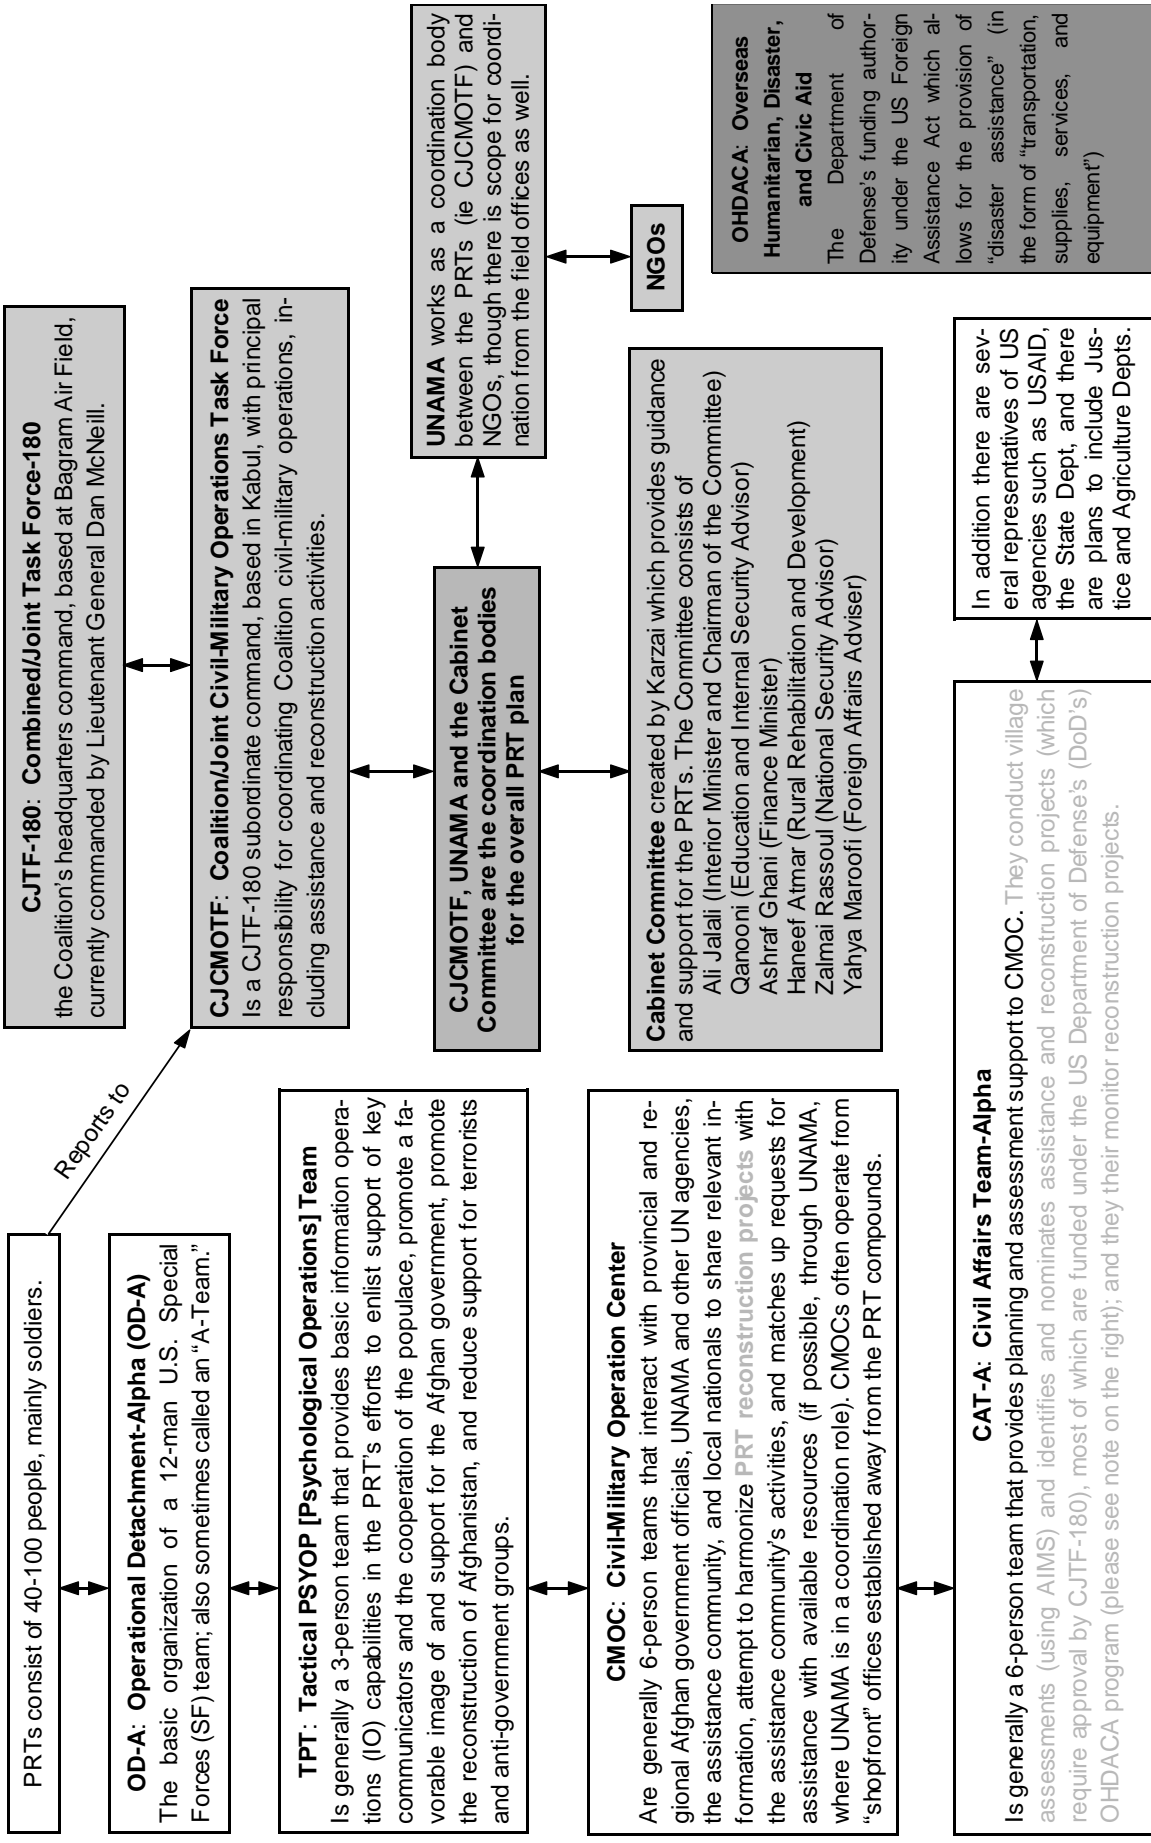 PRTs consist of 40-100 people, mainly soldiers.
Reports to
OD-A: Operational Detachment-Alpha (OD-A)
The basic organization of a 12-man U.S. Special
Forces (SF) team; also sometimes called an “A-Team.”
TPT: Tactical PSYOP [Psychological Operations] Team
Is generally a 3-person team that provides basic information opera-
tions (IO) capabilities in the PRT’s efforts to enlist support of key
communicators and the cooperation of the populace, promote a fa-
vorable image of and support for the Afghan government, promote
the reconstruction of Afghanistan, and reduce support for terrorists
and anti-government groups.
CMOC: Civil-Military Operation Center
Are generally 6-person teams that interact with provincial and re-
gional Afghan government officials, UNAMA and other UN agencies,
the assistance community, and local nationals to share relevant in-
formation, attempt to harmonize PRT reconstruction projects with
the assistance community’s activities, and matches up requests for
assistance with available resources (if possible, through UNAMA,
where UNAMA is in a coordination role). CMOCs often operate from
“shopfront” offices established away from the PRT compounds.
CAT-A: Civil Affairs Team-Alpha
Is generally a 6-person team that provides planning and assessment support to CMOC. They conduct village
assessments (using AIMS) and identifies and nominates assistance and reconstruction projects (which
require approval by CJTF-180), most of which are funded under the US Department of Defense’s (DoD’s)
OHDACA program (please see note on the right); and they their monitor reconstruction projects.
CJTF-180: Combined/Joint Task Force-180
the Coalition’s headquarters command, based at Bagram Air Field,
currently commanded by Lieutenant General Dan McNeill.
CJCMOTF: Coalition/Joint Civil-Military Operations Task Force
Is a CJTF-180 subordinate command, based in Kabul, with principal
responsibility for coordinating Coalition civil-military operations, in-
cluding assistance and reconstruction activities.
CJCMOTF, UNAMA and the Cabinet
Committee are the coordination bodies
for the overall PRT plan
Cabinet Committee created by Karzai which provides guidance
and support for the PRTs. The Committee consists of
Ali Jalali (Interior Minister and Chairman of the Committee)
Qanooni (Education and Internal Security Advisor)
Ashraf Ghani (Finance Minister)
Haneef Atmar (Rural Rehabilitation and Development)
Zalmai Rassoul (National Security Advisor)
Yahya Maroofi (Foreign Affairs Adviser)
In addition there are sev-
eral representatives of US
agencies such as USAID,
the State Dept, and there
are plans to include Jus-
tice and Agriculture Depts.
UNAMA works as a coordination body
between the PRTs (ie CJCMOTF) and
NGOs, though there is scope for coordi-
nation from the field offices as well.
NGOs
OHDACA: Overseas
Humanitarian, Disaster,
and Civic Aid
The Department of
Defense’s funding author-
ity under the US Foreign
Assistance Act which al-
lows for the provision of
“disaster assistance” (in
the form of “transportation,
supplies, services, and
equipment”)